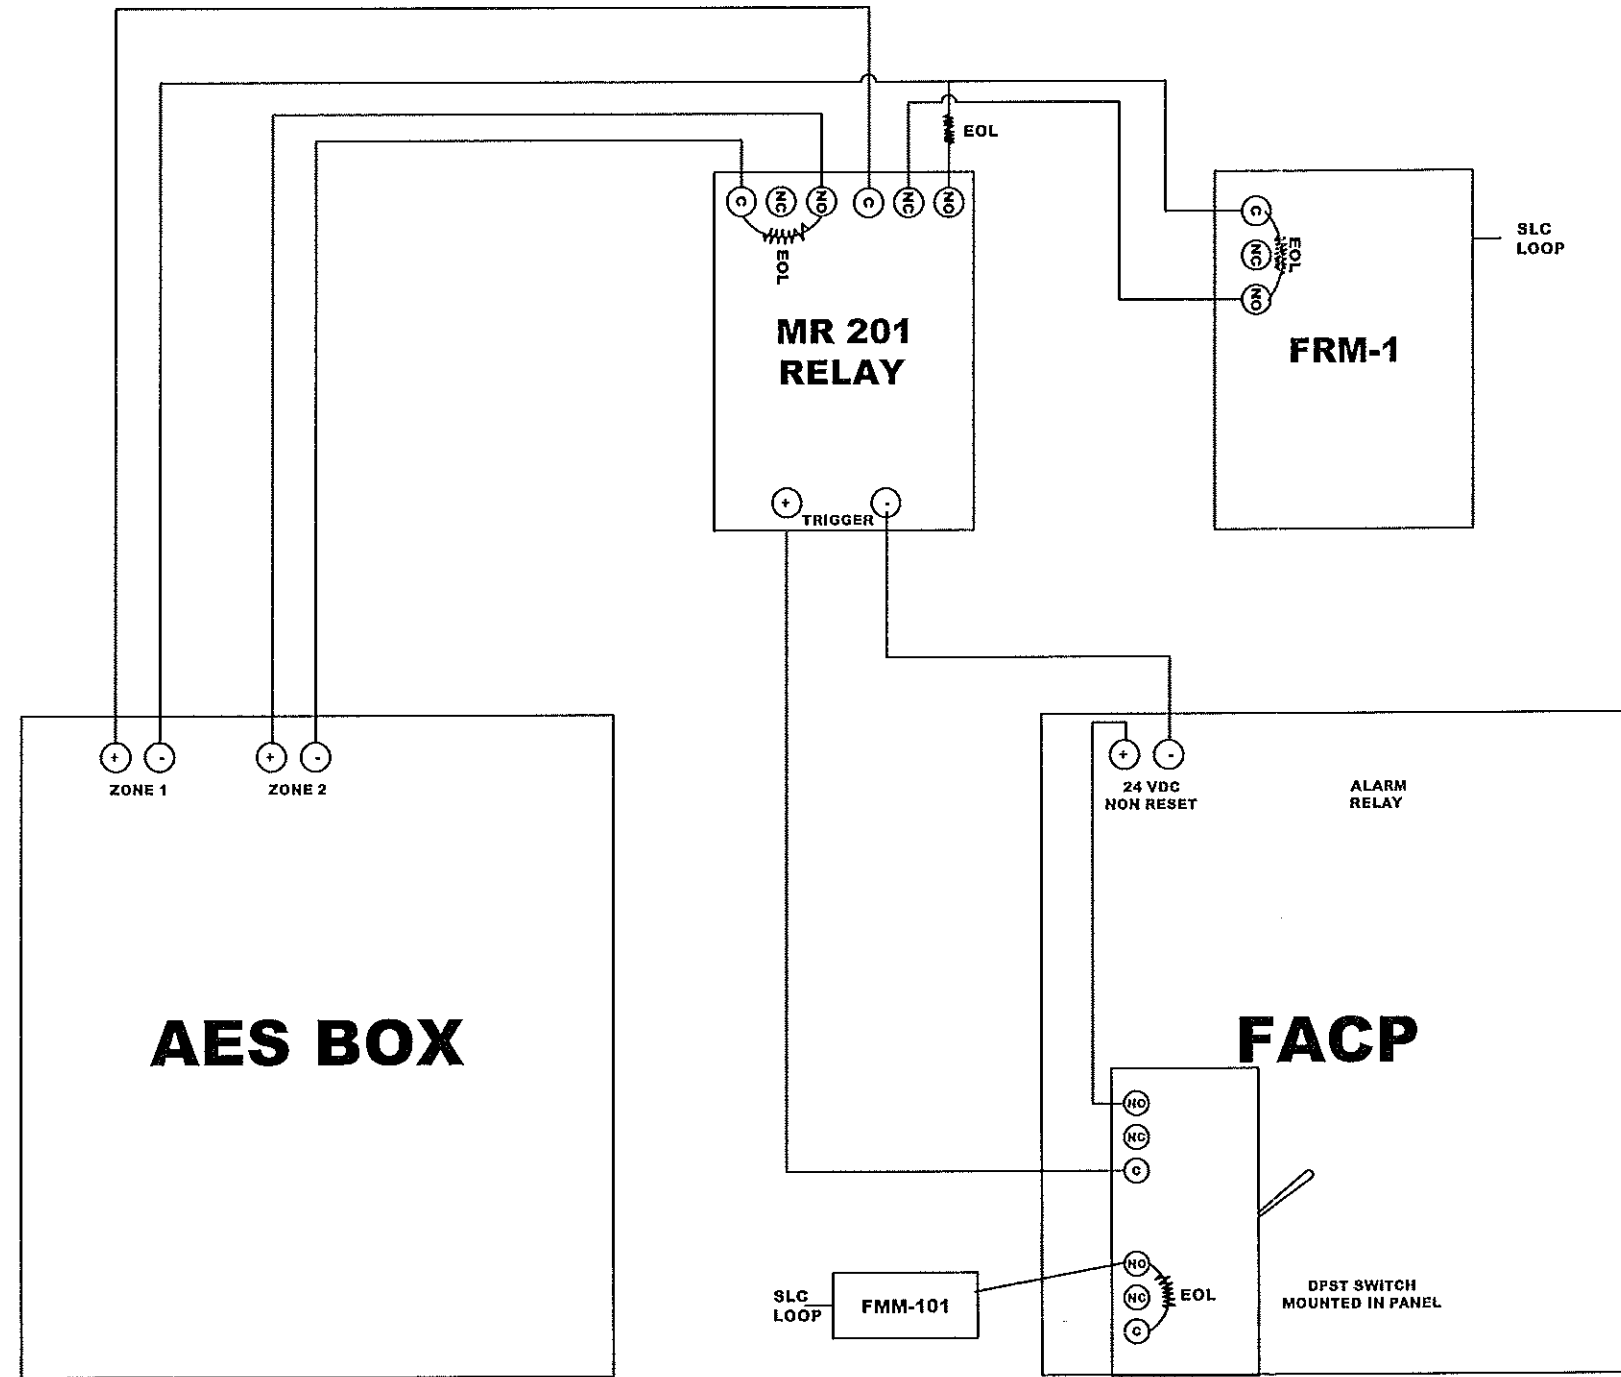 EOL
C NC NO C NC NO
EOL
MR 201
RELAY
+ -
TRIGGER
C
NC
NO
EOL
FRM-1
SLC
LOOP
+ - + -
ZONE 1 ZONE 2
AES BOX
+ -
24 VDC
NON RESET
ALARM
RELAY
FACP
NO
NC
C
NO
NC
C
EOL
DPST SWITCH
MOUNTED IN PANEL
SLC
LOOP
FMM-101